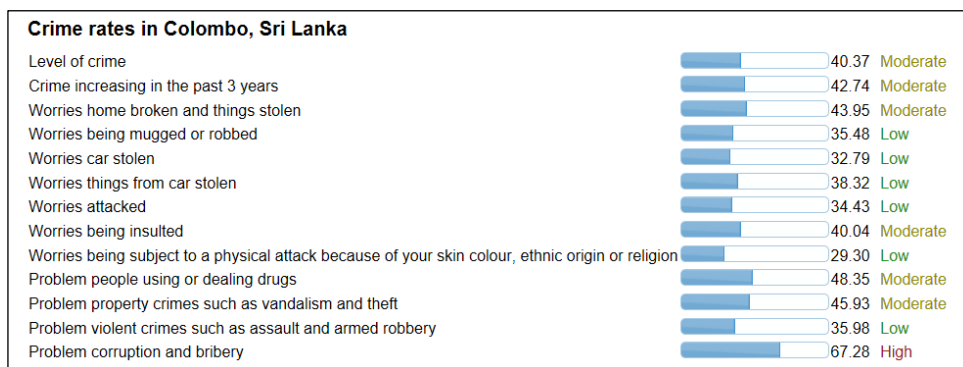 Crime rates in Colombo, Sri Lanka
Level of crime 40.37 Moderate
Crime increasing in the past 3 years 42.74 Moderate
Worries home broken and things stolen 43.95 Moderate
Worries being mugged or robbed 35.48 Low
Worries car stolen 32.79 Low
Worries things from car stolen 38.32 Low
Worries attacked 34.43 Low
Worries being insulted 40.04 Moderate
Worries being subject to a physical attack because of your skin colour, ethnic origin or religion 29.30 Low
Problem people using or dealing drugs 48.35 Moderate
Problem property crimes such as vandalism and theft 45.93 Moderate
Problem violent crimes such as assault and armed robbery 35.98 Low
Problem corruption and bribery 67.28 High